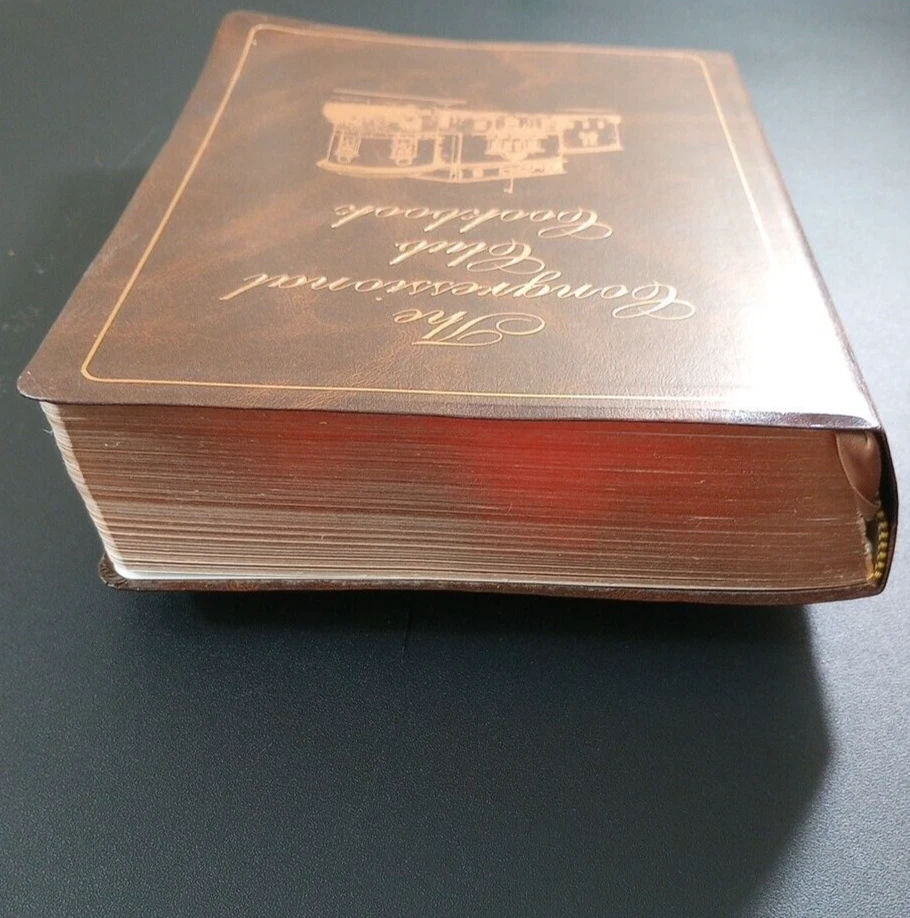 The
Congressional
Club
Cookbook